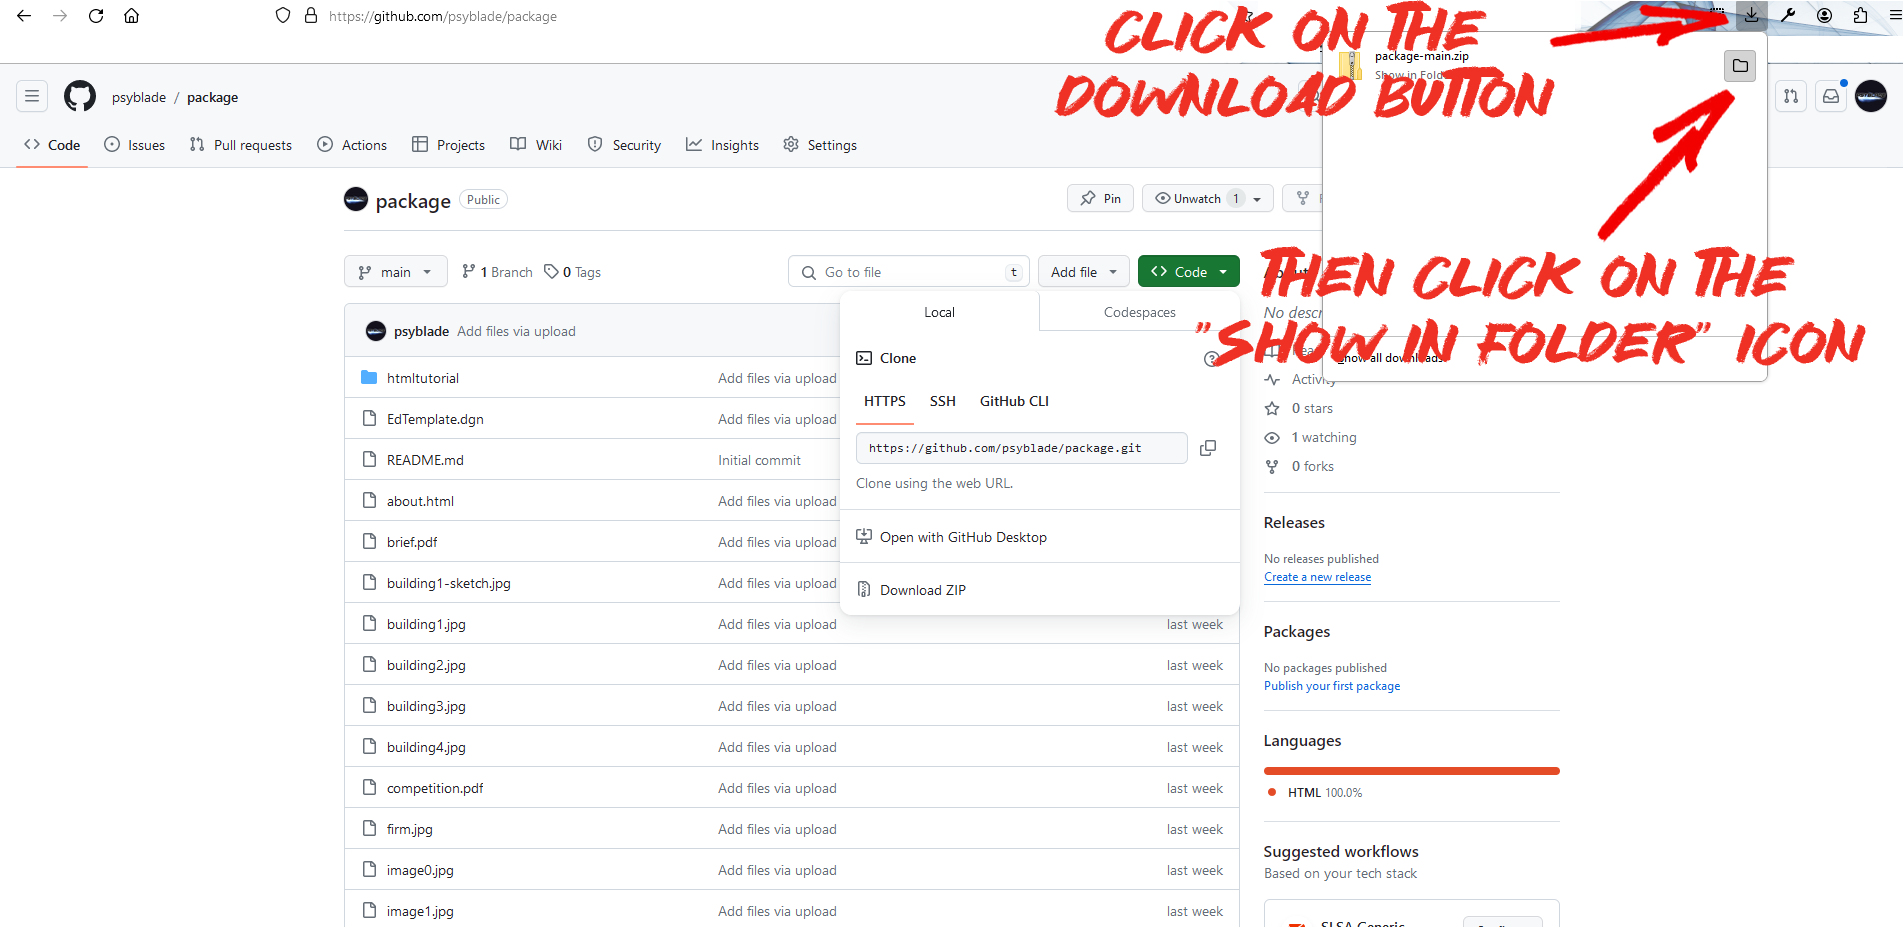 https://github.com/psyblade/package
CLICK ON THE
DOWNLOAD BUTTON
package-main.zip
Show in Fold
psyblade / package
Code
Issues
Pull requests
Actions
Projects
Wiki
Security
Insights
Settings
package Public
Pin
Unwatch 1
main
1 Branch
0 Tags
Go to file t
Add file
Code
THEN CLICK ON THE
"SHOW IN FOLDER" ICON
No descr
Local
Codespaces
psyblade Add files via upload
Clone
how all downloads
Activity
HTTPS SSH GitHub CLI
0 stars
1 watching
0 forks
https://github.com/psyblade/package.git
Clone using the web URL.
Open with GitHub Desktop
Download ZIP
htmltutorial Add files via upload
EdTemplate.dgn Add files via upload
README.md Initial commit
about.html Add files via upload
brief.pdf Add files via upload
building1-sketch.jpg Add files via upload
building1.jpg Add files via upload last week
building2.jpg Add files via upload last week
building3.jpg Add files via upload last week
building4.jpg Add files via upload last week
competition.pdf Add files via upload last week
firm.jpg Add files via upload last week
image0.jpg Add files via upload last week
image1.jpg Add files via upload last week
Releases
No releases published
Create a new release
Packages
No packages published
Publish your first package
Languages
HTML 100.0%
Suggested workflows
Based on your tech stack
SLSA Generic